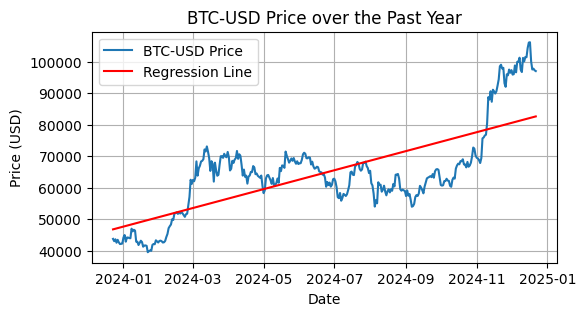 BTC-USD Price over the Past Year
BTC-USD Price
Regression Line
Price (USD)
100000
90000
80000
70000
60000
50000
40000
2024-01 2024-03 2024-05 2024-07 2024-09 2024-11 2025-01
Date